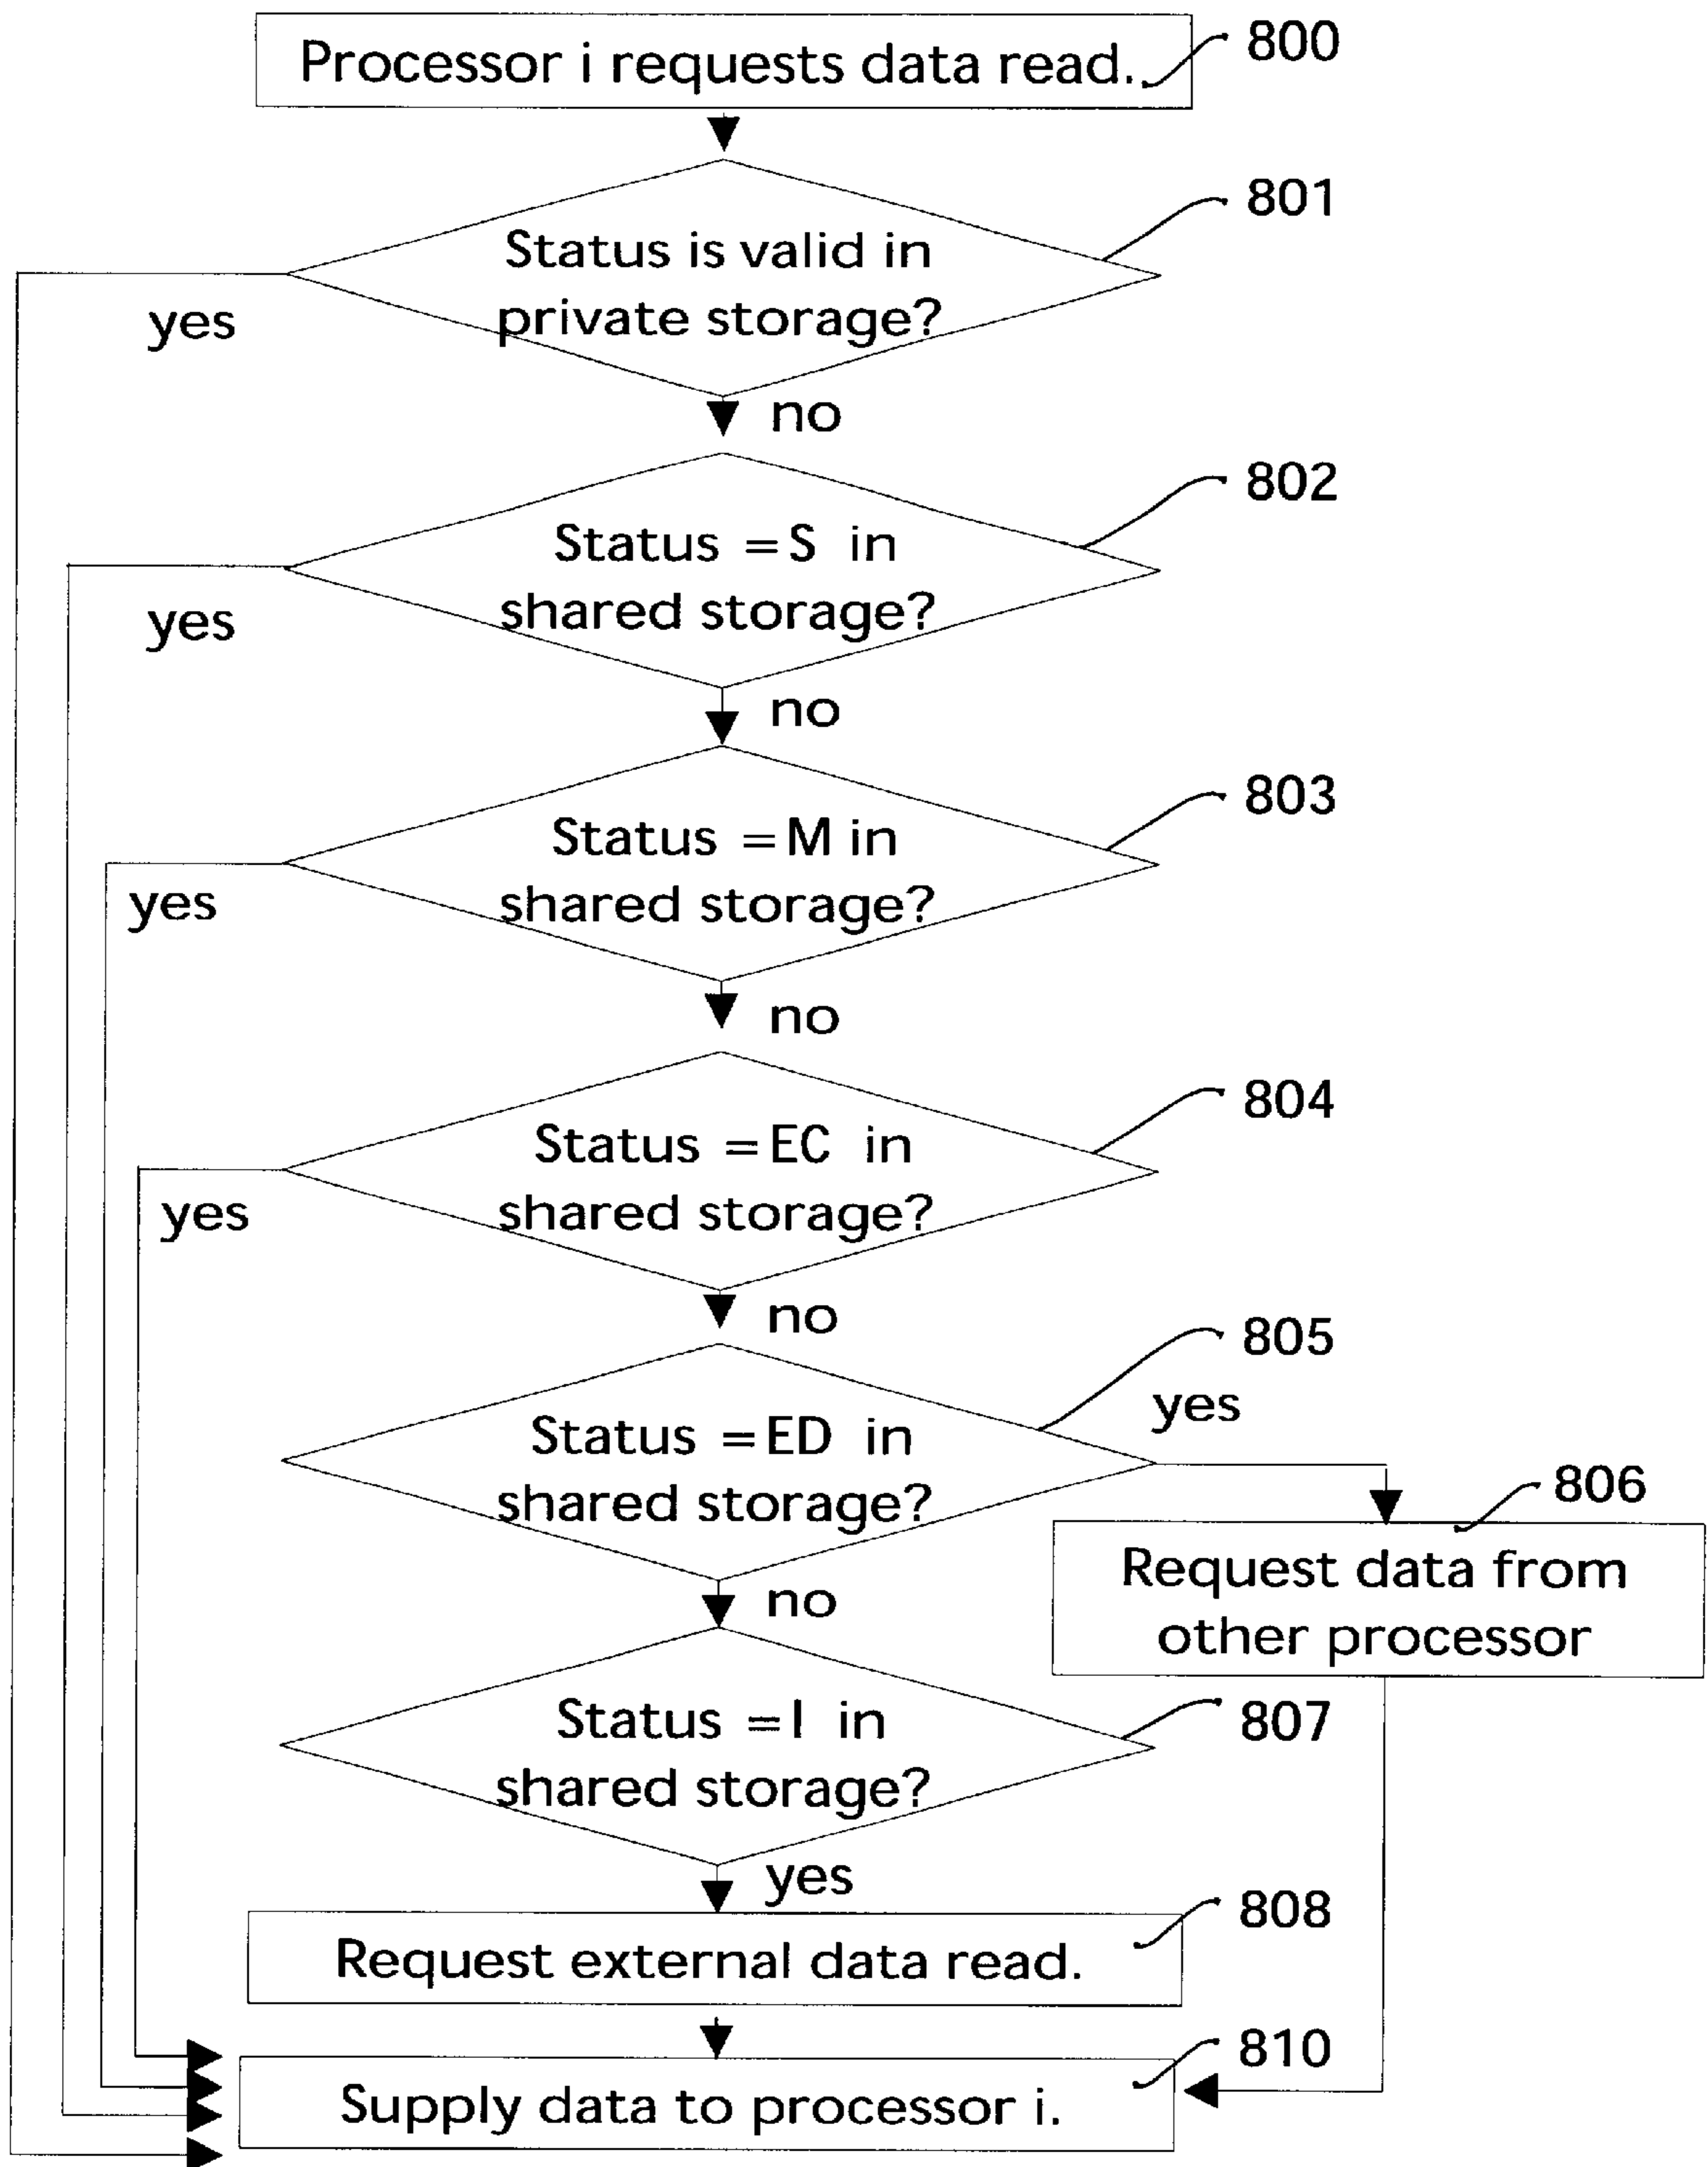 Processor i requests data read.
800
801
Status is valid in
private storage?
yes
no
802
Status =S in
shared storage?
yes
no
803
Status =M in
shared storage?
yes
no
804
Status =EC in
shared storage?
yes
no
805
yes
Status =ED in
shared storage?
806
Request data from
other processor
no
Status =I in
shared storage?
807
yes
808
Request external data read.
810
Supply data to processor i.